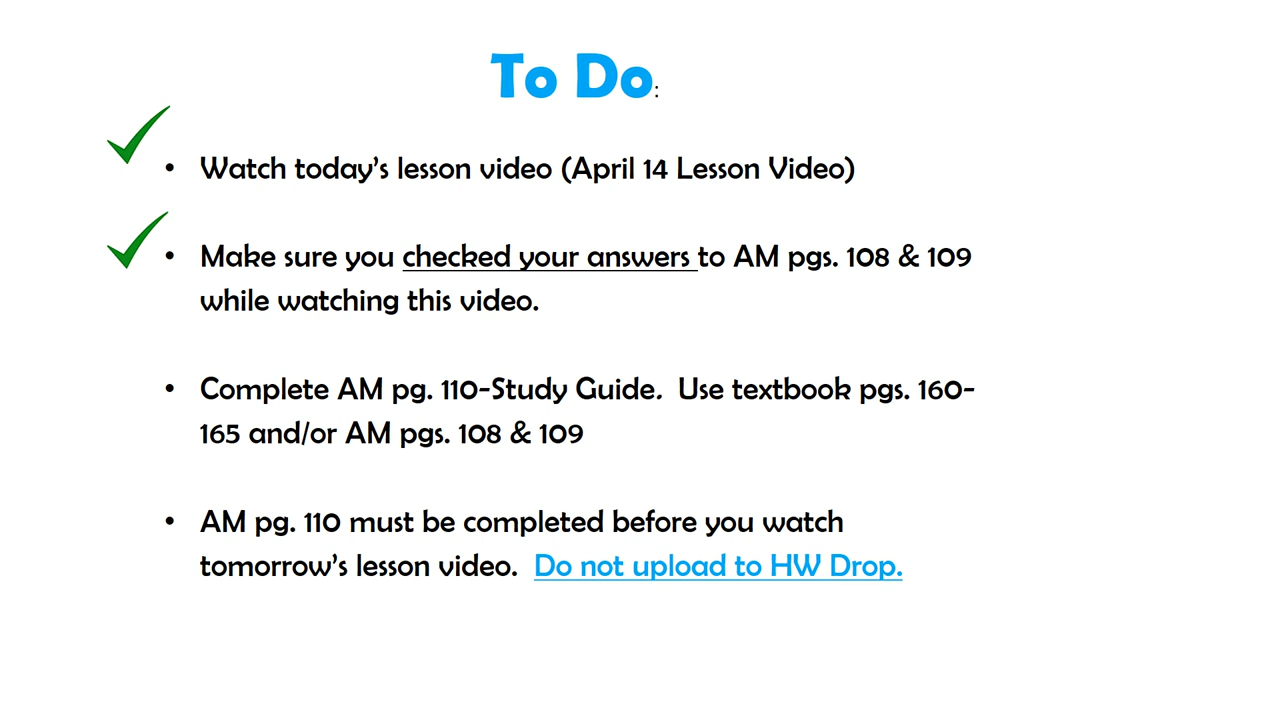 To Do:
• Watch today’s lesson video (April 14 Lesson Video)
• Make sure you checked your answers to AM pgs. 108 & 109
while watching this video.
• Complete AM pg. 110-Study Guide. Use textbook pgs. 160-
165 and/or AM pgs. 108 & 109
• AM pg. 110 must be completed before you watch
tomorrow’s lesson video. Do not upload to HW Drop.